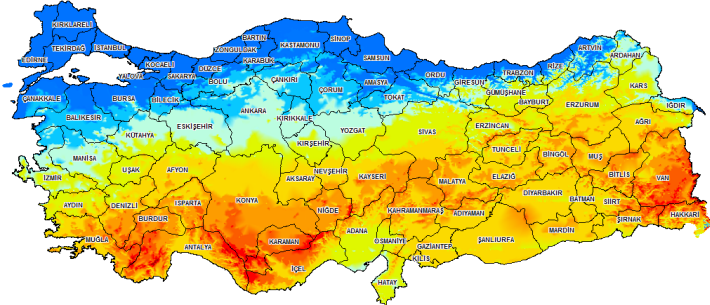 KIRKLARELİ
EDİRNE
TEKİRDAĞ
İSTANBUL
KOCAELİ
YALOVA
SAKARYA
DÜZCE
BOLU
ZONGULDAK
BARTIN
KARABÜK
KASTAMONU
SİNOP
SAMSUN
ORDU
GİRESUN
TRABZON
RİZE
ARTVİN
ARDAHAN
KARS
IĞDIR
AĞRI
ERZURUM
BAYBURT
GÜMÜŞHANE
TOKAT
AMASYA
ÇORUM
ÇANKIRI
ANKARA
KIRIKKALE
YOZGAT
KIRŞEHİR
SİVAS
ERZİNCAN
TUNCELİ
BİNGÖL
MUŞ
BİTLİS
VAN
HAKKARİ
ŞIRNAK
SİİRT
BATMAN
MARDİN
DİYARBAKIR
ELAZIĞ
MALATYA
ADIYAMAN
ŞANLIURFA
GAZİANTEP
KİLİS
HATAY
OSMANİYE
KAHRAMANMARAŞ
ADANA
KAYSERİ
NEVŞEHİR
AKSARAY
NİĞDE
KONYA
KARAMAN
İÇEL
ANTALYA
ISPARTA
BURDUR
AFYON
UŞAK
DENİZLİ
MUĞLA
AYDIN
İZMİR
MANİSA
KÜTAHYA
ESKİŞEHİR
BİLECİK
BURSA
BALIKESİR
ÇANAKKALE